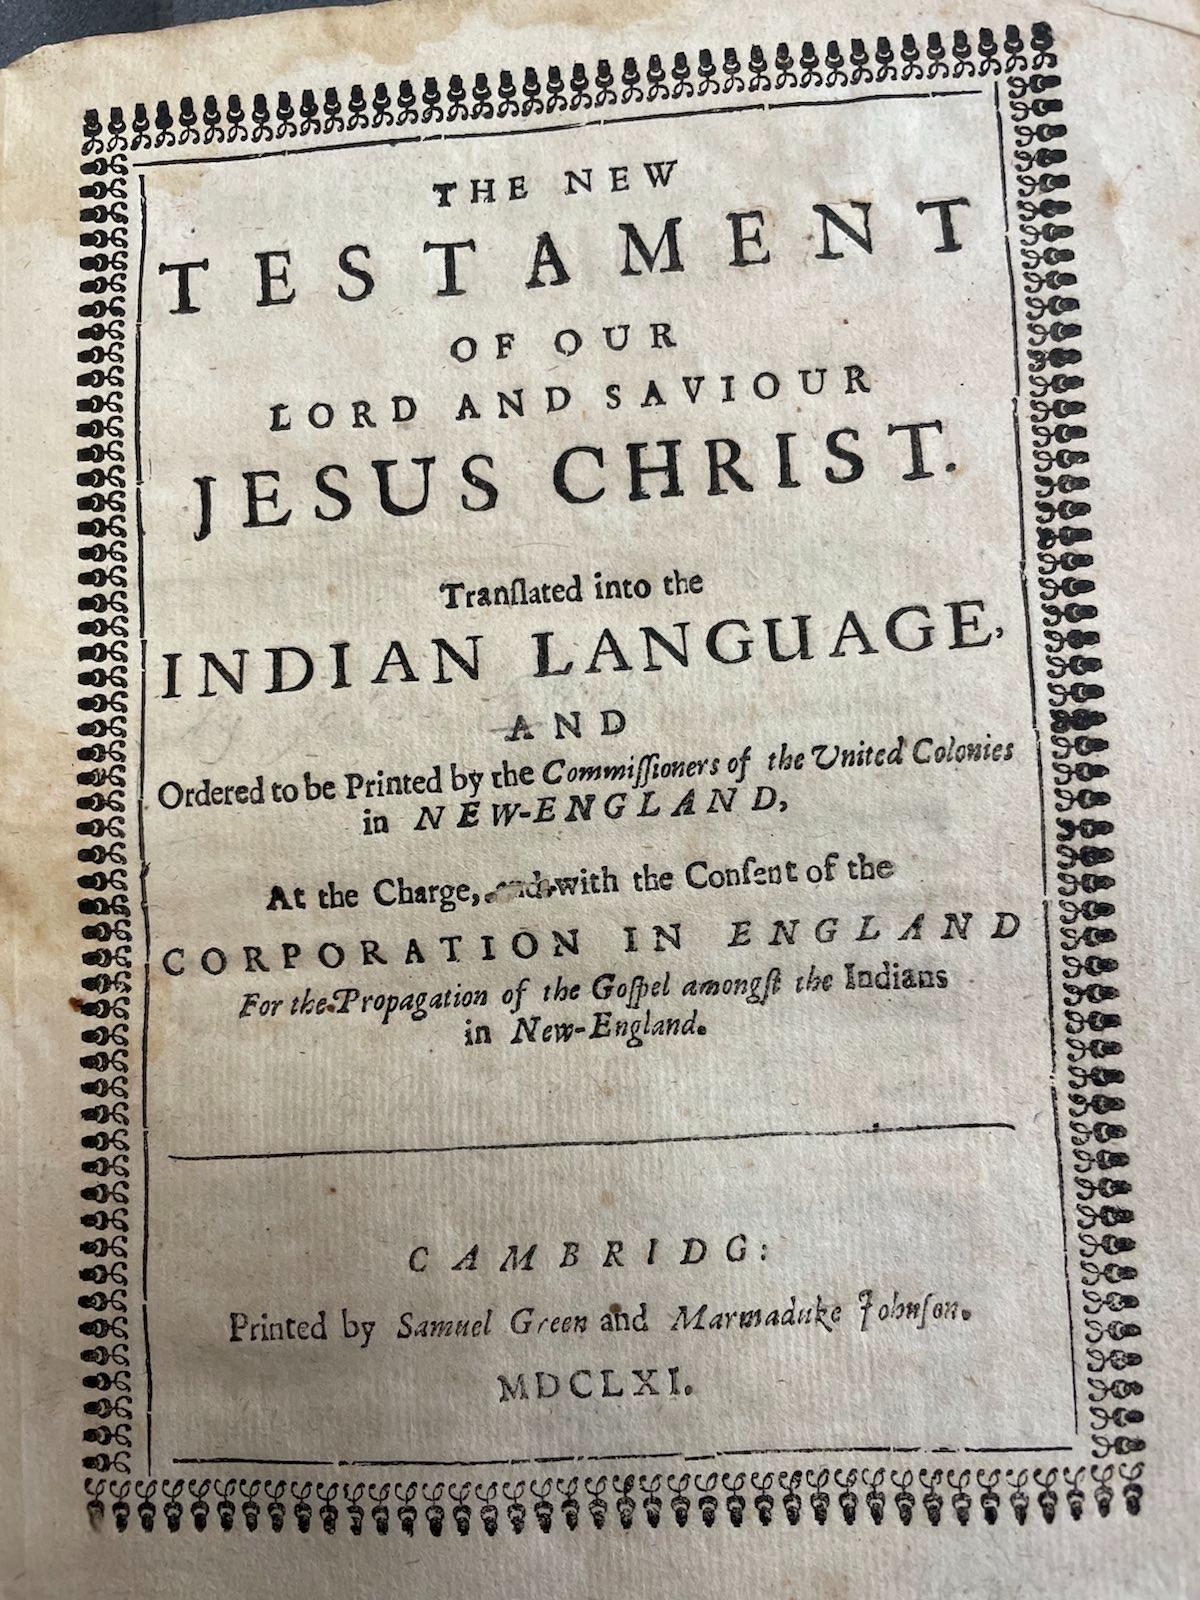 THE NEW
TESTAMENT
OF OUR
LORD AND SAVIOUR
JESUS CHRIST.
Tranſlated into the
INDIAN LANGUAGE,
AND
Ordered to be Printed by the Commiſſioners of the United Colonies
in NEW-ENGLAND,
At the Charge, and with the Conſent of the
CORPORATION IN ENGLAND
For the Propagation of the Goſpel amongſt the Indians
in New-England.
CAMBRIDG:
Printed by Samuel Green and Marmaduke Johnſon.
MDCLXI.